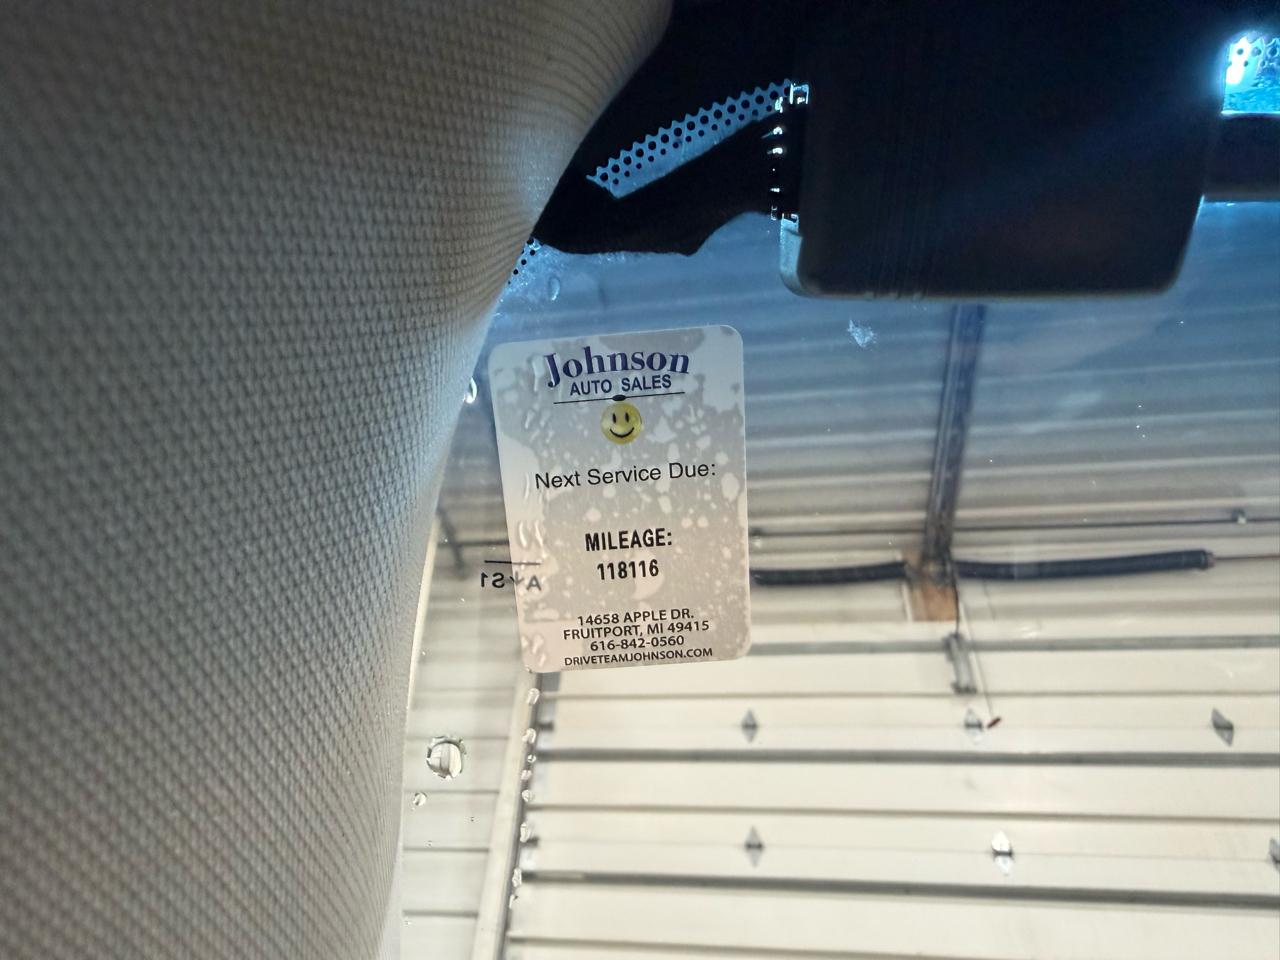 Johnson
AUTO SALES
Next Service Due:
MILEAGE:
118116
14658 APPLE DR.
FRUITPORT, MI 49415
616-842-0560
DRIVETEAMJOHNSON.COM
AS1